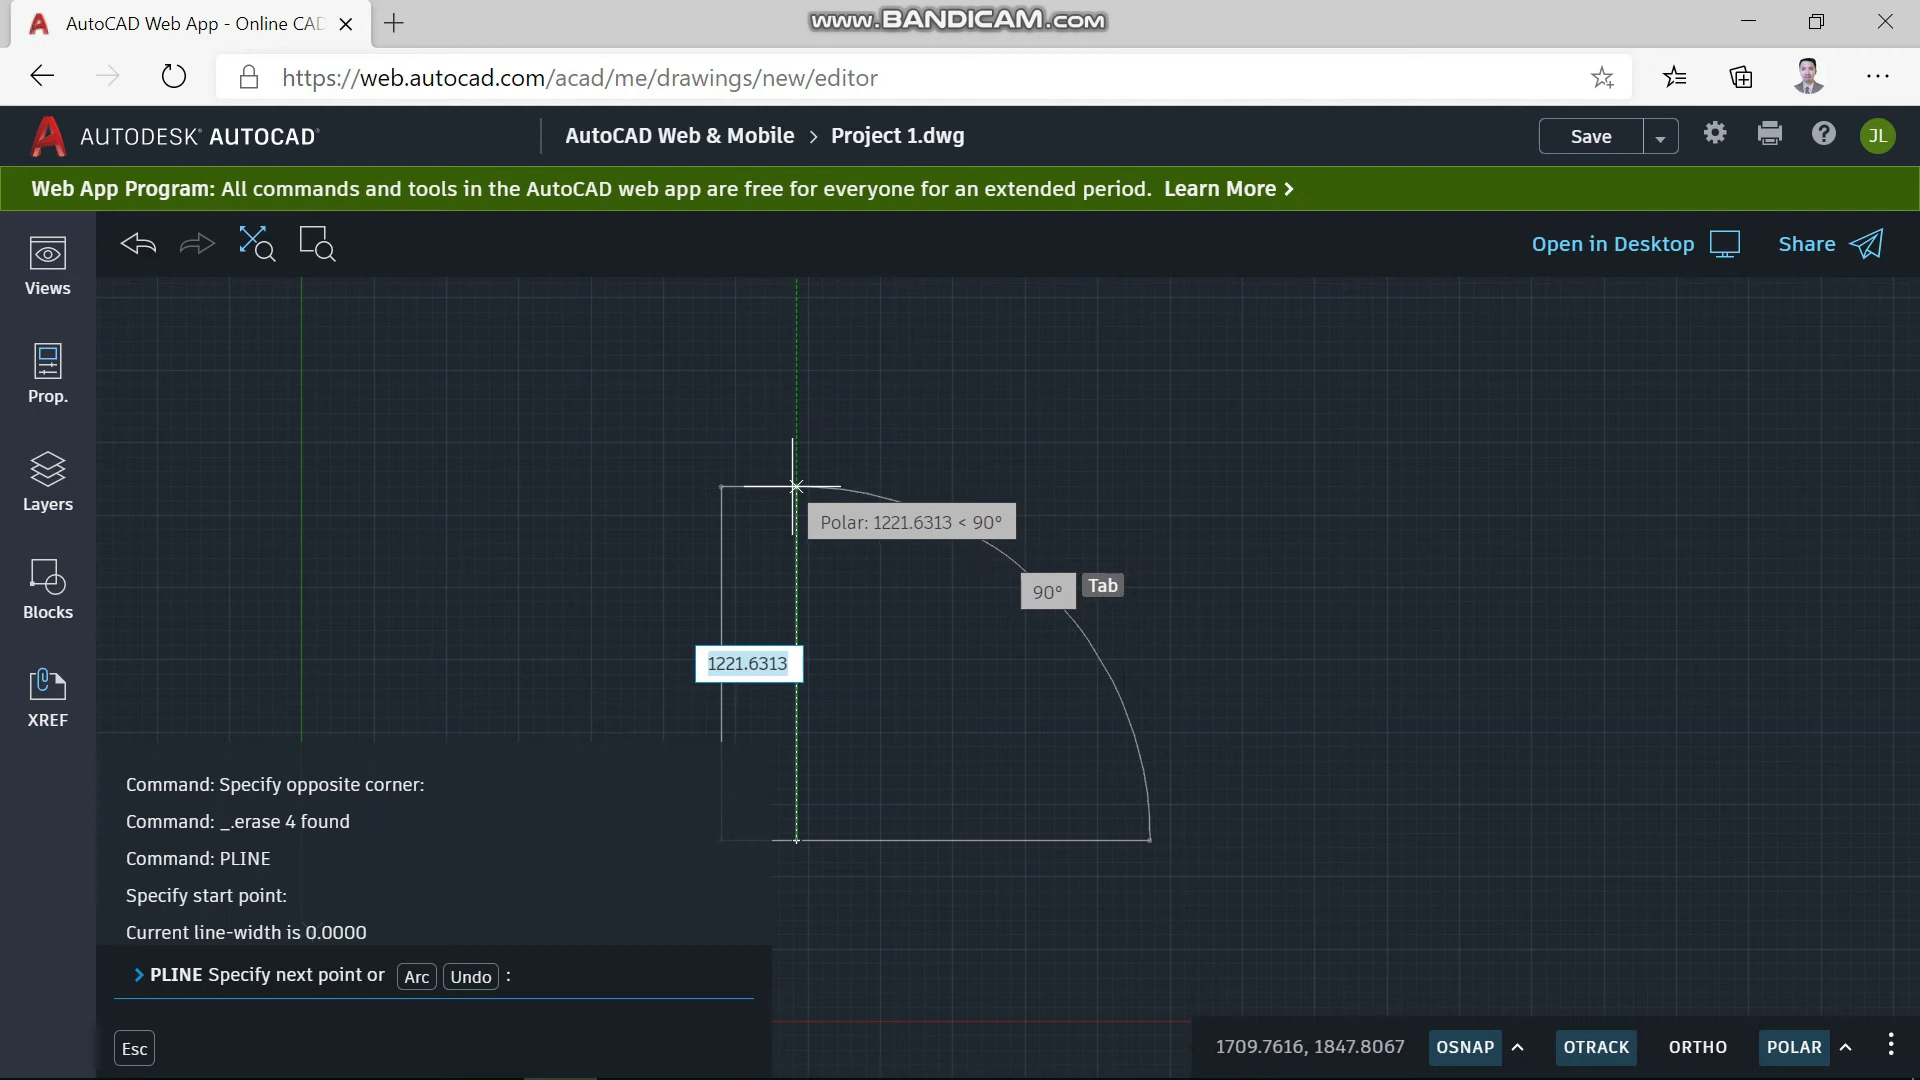 AutoCAD Web App - Online CAD
www.BANDICAM.com
https://web.autocad.com/acad/me/drawings/new/editor
AUTODESK® AUTOCAD®
AutoCAD Web & Mobile > Project 1.dwg
Save
JL
Web App Program: All commands and tools in the AutoCAD web app are free for everyone for an extended period. Learn More >
Open in Desktop
Share
Views
Prop.
Layers
Blocks
XREF
Polar: 1221.6313 < 90°
90°
Tab
1221.6313
Command: Specify opposite corner:
Command: _.erase 4 found
Command: PLINE
Specify start point:
Current line-width is 0.0000
> PLINE Specify next point or Arc Undo :
Esc
1709.7616, 1847.8067
OSNAP
OTRACK
ORTHO
POLAR